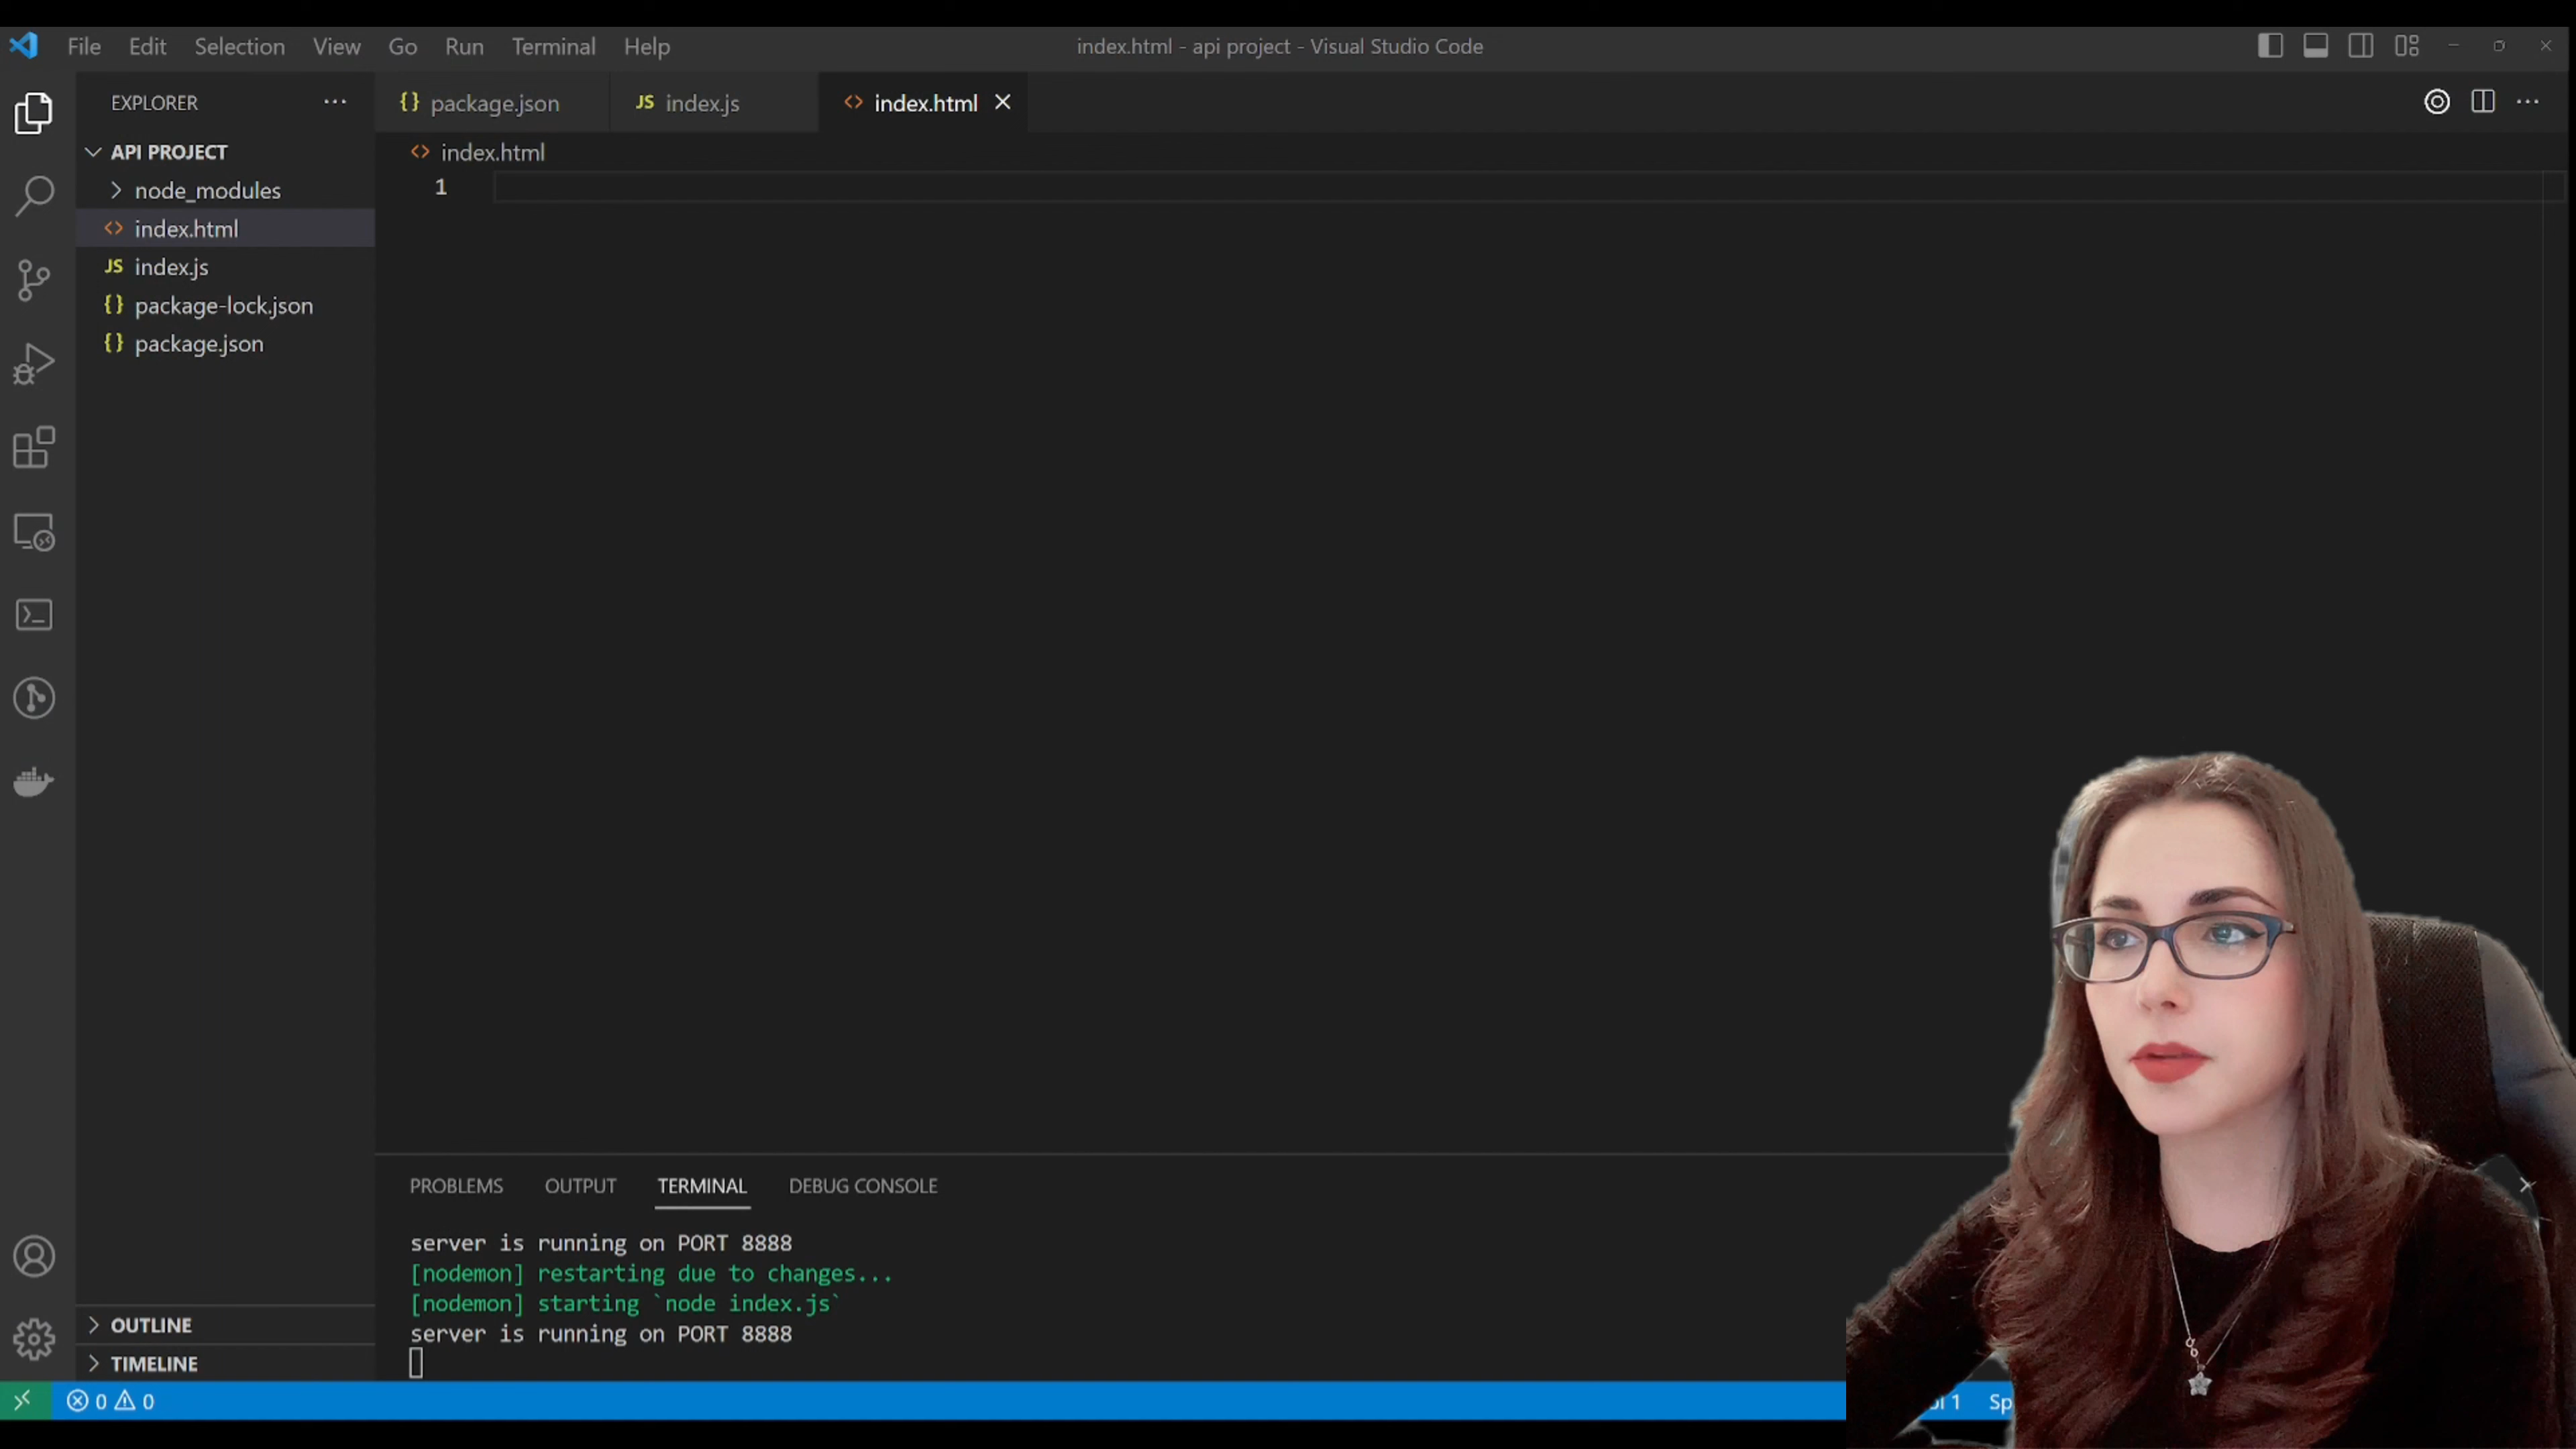 File Edit Selection View Go Run Terminal Help
index.html - api project - Visual Studio Code
EXPLORER
API PROJECT
node_modules
index.html
JS index.js
{} package-lock.json
{} package.json
OUTLINE
TIMELINE
{} package.json
JS index.js
<> index.html
<> index.html
1
PROBLEMS OUTPUT TERMINAL DEBUG CONSOLE
server is running on PORT 8888
[nodemon] restarting due to changes...
[nodemon] starting `node index.js`
server is running on PORT 8888
0 0
1